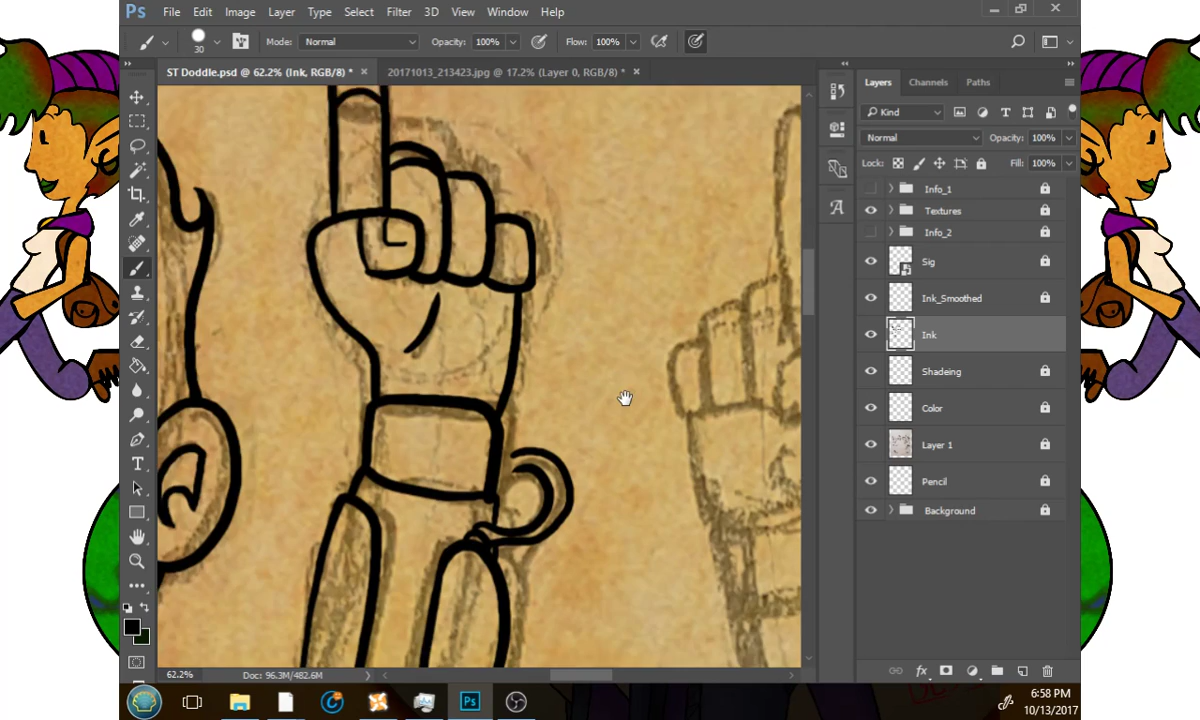 Ps File Edit Image Layer Type Select Filter 3D View Window Help
30 Mode: Normal Opacity: 100% Flow: 100%
ST Doddle.psd @ 62.2% (Ink, RGB/8) * × 20171013_213423.jpg @ 17.2% (Layer 0, RGB/8) * ×
Layers Channels Paths
Kind
Normal Opacity: 100%
Lock: Fill: 100%
Info_1
Textures
Info_2
Sig
Ink_Smoothed
Ink
Shadeing
Color
Layer 1
Pencil
Background
62.2% Doc: 96.3M/482.6M
Ps
6:58 PM
10/13/2017